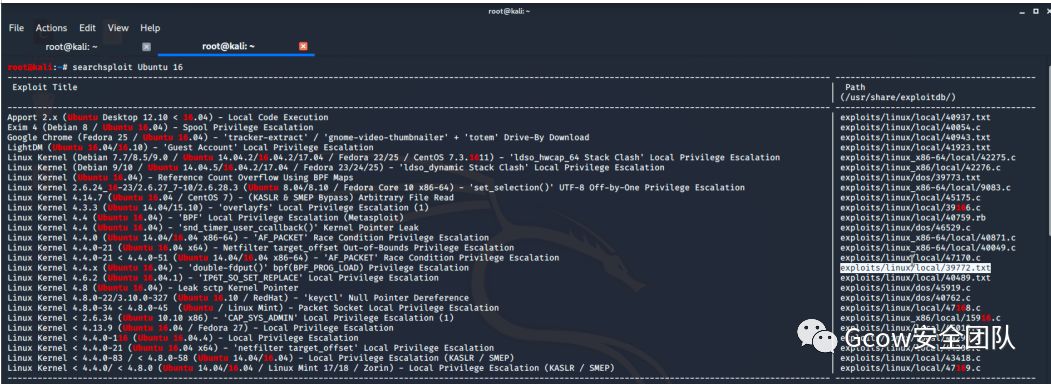 root@kali: ~
File Actions Edit View Help
root@kali: ~ root@kali: ~
root@kali:~# searchsploit Ubuntu 16
Exploit Title | Path
(/usr/share/exploitdb/)
Apport 2.x (Ubuntu Desktop 12.10 < 16.04) - Local Code Execution | exploits/linux/local/40937.txt
Exim 4 (Debian 8 / Ubuntu 16.04) - Spool Privilege Escalation | exploits/linux/local/40054.c
Google Chrome (Fedora 25 / Ubuntu 16.04) - 'tracker-extract' / 'gnome-video-thumbnailer' + 'totem' Drive-By Download | exploits/linux/local/40943.txt
LightDM (Ubuntu 16.04/16.10) - 'Guest Account' Local Privilege Escalation | exploits/linux/local/41923.txt
Linux Kernel (Debian 7.7/8.5/9.0 / Ubuntu 14.04.2/16.04.2/17.04 / Fedora 22/25 / CentOS 7.3.1611) - 'ldso_hwcap_64 Stack Clash' Local Privilege Escalation | exploits/linux_x86-64/local/42275.c
Linux Kernel (Debian 9/10 / Ubuntu 14.04.5/16.04.2/17.04 / Fedora 23/24/25) - 'ldso_dynamic Stack Clash' Local Privilege Escalation | exploits/linux_x86/local/42276.c
Linux Kernel (Ubuntu 16.04) - Reference Count Overflow Using BPF Maps | exploits/linux/dos/39773.txt
Linux Kernel 2.6.24_16-23/2.6.27_7-10/2.6.28.3 (Ubuntu 8.04/8.10 / Fedora Core 10 x86-64) - 'set_selection()' UTF-8 Off-by-One Privilege Escalation | exploits/linux_x86-64/local/9083.c
Linux Kernel 4.14.7 (Ubuntu 16.04 / CentOS 7) - (KASLR & SMEP Bypass) Arbitrary File Read | exploits/linux/local/45175.c
Linux Kernel 4.3.3 (Ubuntu 14.04/15.10) - 'overlayfs' Local Privilege Escalation (1) | exploits/linux/local/39166.c
Linux Kernel 4.4 (Ubuntu 16.04) - 'BPF' Local Privilege Escalation (Metasploit) | exploits/linux/local/40759.rb
Linux Kernel 4.4 (Ubuntu 16.04) - 'snd_timer_user_ccallback()' Kernel Pointer Leak | exploits/linux/dos/46529.c
Linux Kernel 4.4.0 (Ubuntu 14.04/16.04 x86-64) - 'AF_PACKET' Race Condition Privilege Escalation | exploits/linux_x86-64/local/40871.c
Linux Kernel 4.4.0-21 (Ubuntu 16.04 x64) - Netfilter target_offset Out-of-Bounds Privilege Escalation | exploits/linux_x86-64/local/40049.c
Linux Kernel 4.4.0-21 < 4.4.0-51 (Ubuntu 14.04/16.04 x86-64) - 'AF_PACKET' Race Condition Privilege Escalation | exploits/linux/local/47170.c
Linux Kernel 4.4.x (Ubuntu 16.04) - 'double-fdput()' bpf(BPF_PROG_LOAD) Privilege Escalation | exploits/linux/local/39772.txt
Linux Kernel 4.6.2 (Ubuntu 16.04.1) - 'IP6T_SO_SET_REPLACE' Local Privilege Escalation | exploits/linux/local/40489.txt
Linux Kernel 4.8 (Ubuntu 16.04) - Leak sctp Kernel Pointer | exploits/linux/dos/45919.c
Linux Kernel 4.8.0-22/3.10.0-327 (Ubuntu 16.10 / RedHat) - 'keyctl' Null Pointer Dereference | exploits/linux/dos/40762.c
Linux Kernel 4.8.0-34 < 4.8.0-45 (Ubuntu / Linux Mint) - Packet Socket Local Privilege Escalation | exploits/linux/local/47168.c
Linux Kernel < 2.6.34 (Ubuntu 10.10 x86) - 'CAP_SYS_ADMIN' Local Privilege Escalation (1) | exploits/linux_x86/local/15916.c
Linux Kernel < 4.13.9 (Ubuntu 16.04 / Fedora 27) - Local Privilege Escalation
Linux Kernel < 4.4.0-116 (Ubuntu 16.04.4) - Local Privilege Escalation
Linux Kernel < 4.4.0-21 (Ubuntu 16.04 x64) - 'netfilter target_offset' Local Privilege Escalation
Linux Kernel < 4.4.0-83 / < 4.8.0-58 (Ubuntu 14.04/16.04) - Local Privilege Escalation (KASLR / SMEP) | exploits/linux/local/43418.c
Linux Kernel < 4.4.0/ < 4.8.0 (Ubuntu 14.04/16.04 / Linux Mint 17/18 / Zorin) - Local Privilege Escalation (KASLR / SMEP) | exploits/linux/local/47169.c
Gcow安全团队